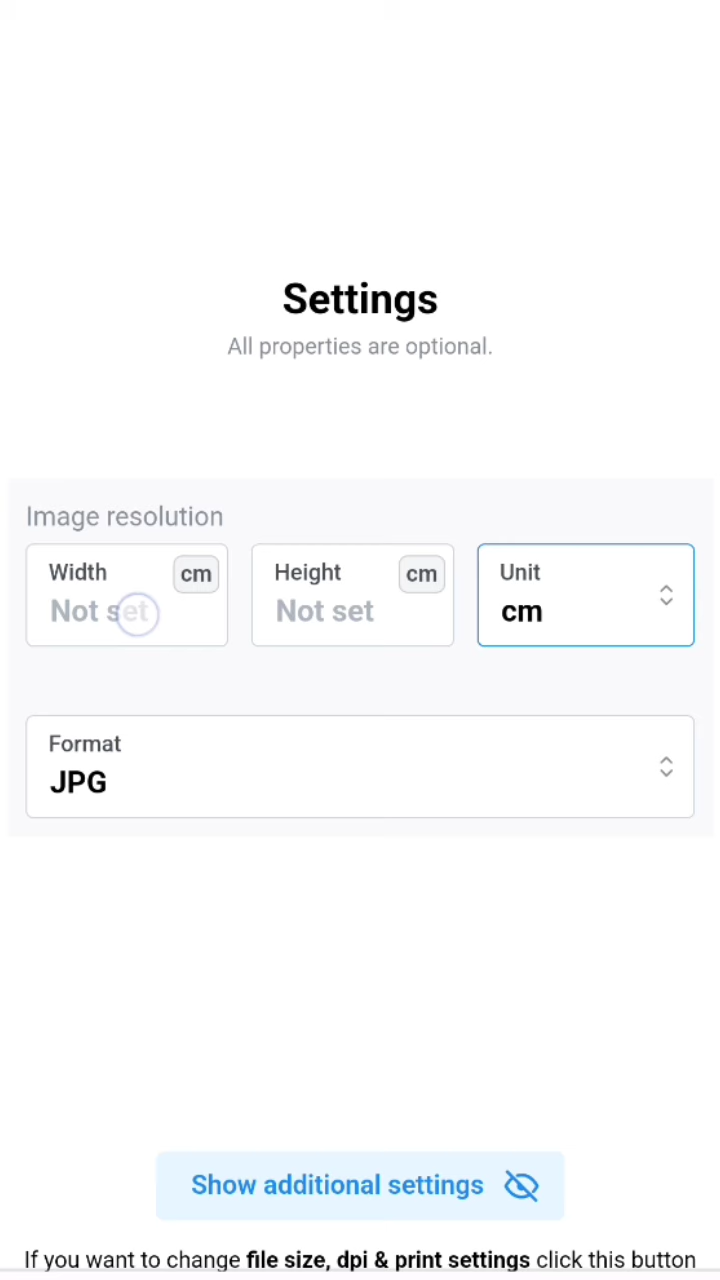 Settings
All properties are optional.
Image resolution
Width cm
Not set
Height cm
Not set
Unit
cm
Format
JPG
Show additional settings
If you want to change file size, dpi & print settings click this button